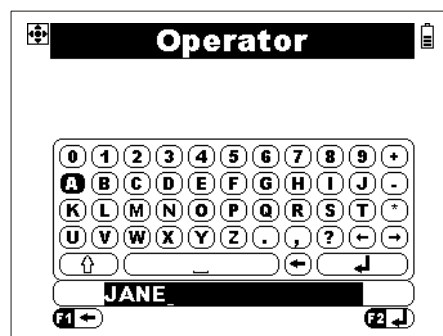 Operator
0 1 2 3 4 5 6 7 8 9 +
A B C D E F G H I J -
K L M N O P Q R S T *
U V W X Y Z . , ? ← →
⇧ ⎵ ← ↵
JANE_
F1 ← F2 ↵